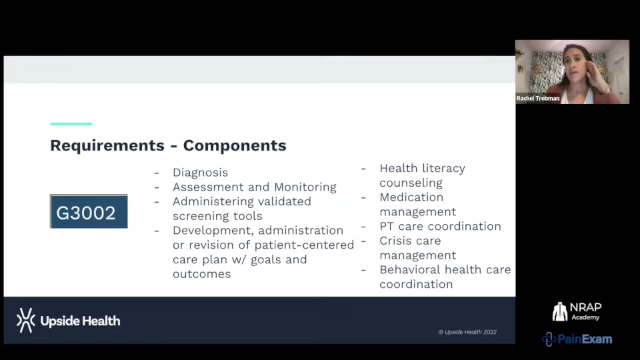 Rachel Trobman
Requirements - Components
G3002
- Diagnosis
- Assessment and Monitoring
- Administering validated
screening tools
- Development, administration
or revision of patient-centered
care plan w/ goals and
outcomes
- Health literacy
counseling
- Medication
management
- PT care coordination
- Crisis care
management
- Behavioral health care
coordination
Upside Health
© Upside Health 2022
NRAP
Academy
PainExam